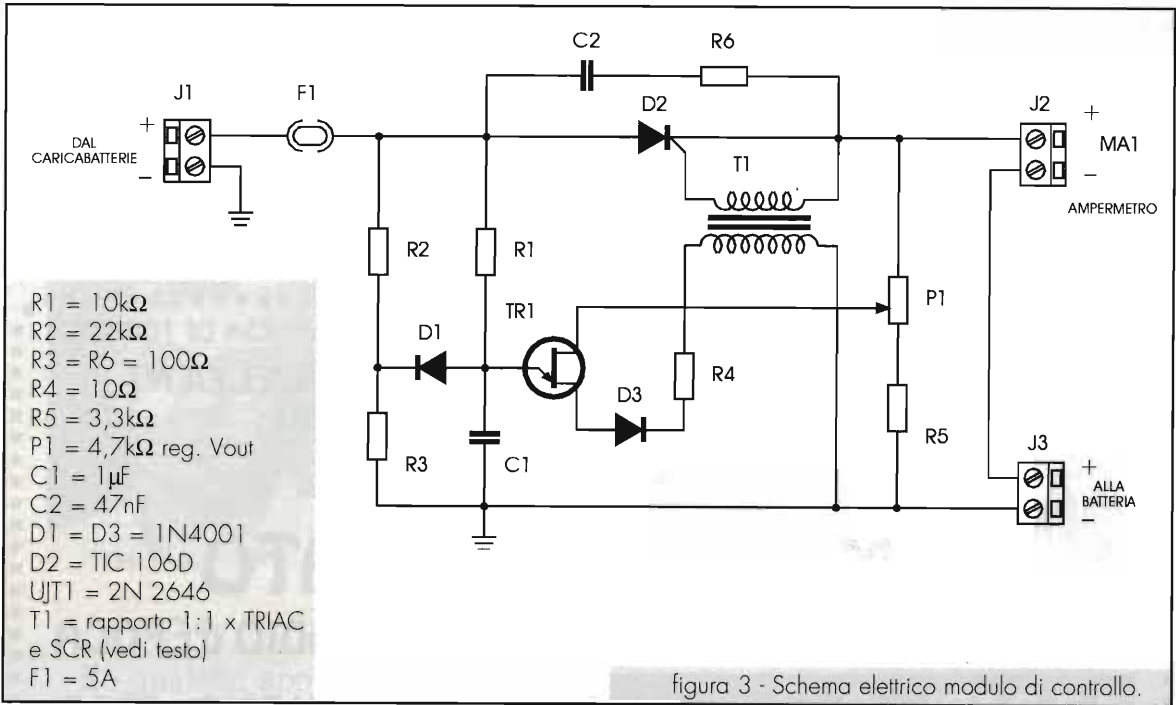 C2
R6
J1
F1
D2
J2
+
DAL
CARICABATTERIE
−
+
MA1
−
AMPERMETRO
T1
R2
R1
TR1
P1
D1
D3
R4
R3
C1
R5
J3
+
ALLA
BATTERIA
−
R1 = 10kΩ
R2 = 22kΩ
R3 = R6 = 100Ω
R4 = 10Ω
R5 = 3,3kΩ
P1 = 4,7kΩ reg. Vout
C1 = 1µF
C2 = 47nF
D1 = D3 = 1N4001
D2 = TIC 106D
UJT1 = 2N 2646
T1 = rapporto 1:1 x TRIAC
e SCR (vedi testo)
F1 = 5A
figura 3 - Schema elettrico modulo di controllo.